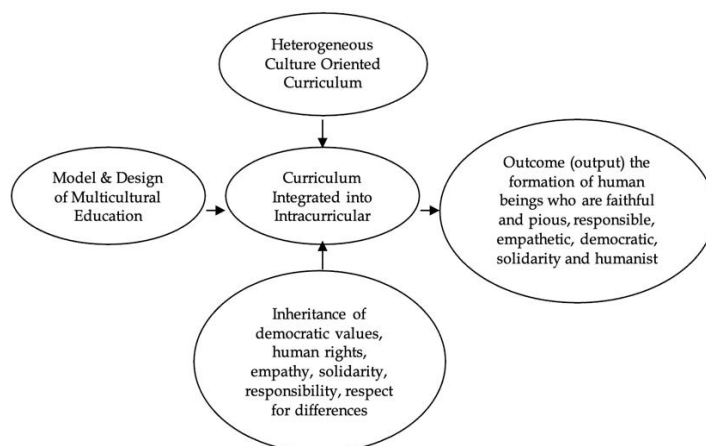 Heterogeneous
Culture Oriented
Curriculum
Model & Design
of Multicultural
Education
Curriculum
Integrated into
Intracurricular
Outcome (output) the
formation of human
beings who are faithful
and pious, responsible,
empathetic, democratic,
solidarity and humanist
Inheritance of
democratic values,
human rights,
empathy, solidarity,
responsibility, respect
for differences